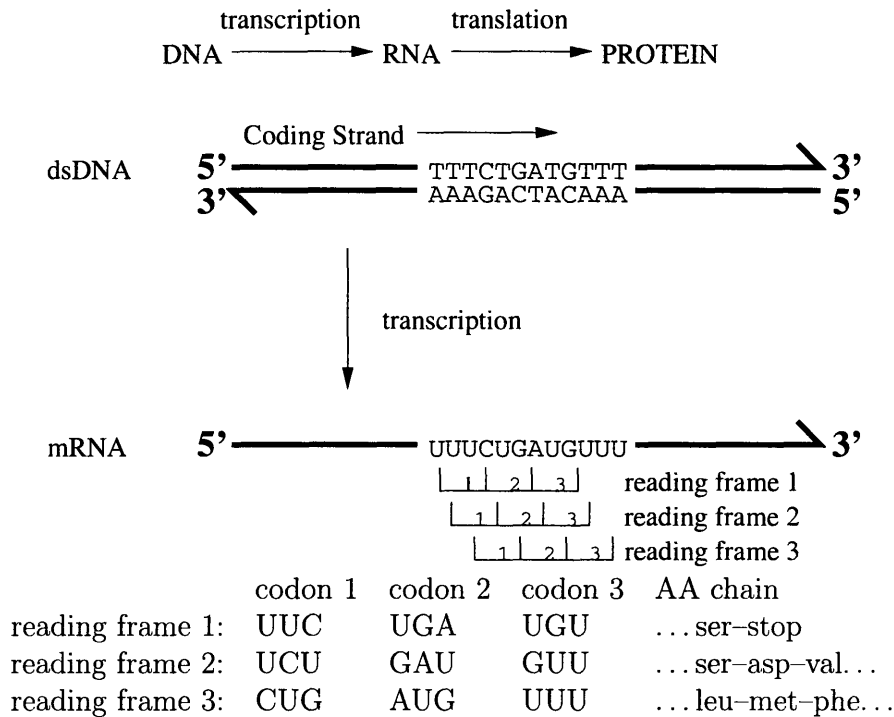 transcription translation
DNA RNA PROTEIN
Coding Strand
dsDNA 5’ TTTCTGATGTTT 3’
3’ AAAGACTACAAA 5’
transcription
mRNA 5’ UUUCUGAUGUUU 3’
1 2 3 reading frame 1
1 2 3 reading frame 2
1 2 3 reading frame 3
codon 1 codon 2 codon 3 AA chain
reading frame 1: UUC UGA UGU ...ser–stop
reading frame 2: UCU GAU GUU ...ser–asp–val...
reading frame 3: CUG AUG UUU ...leu–met–phe...